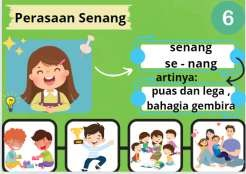 Perasaan Senang
6
senang
se - nang
artinya:
puas dan lega ,
bahagia gembira